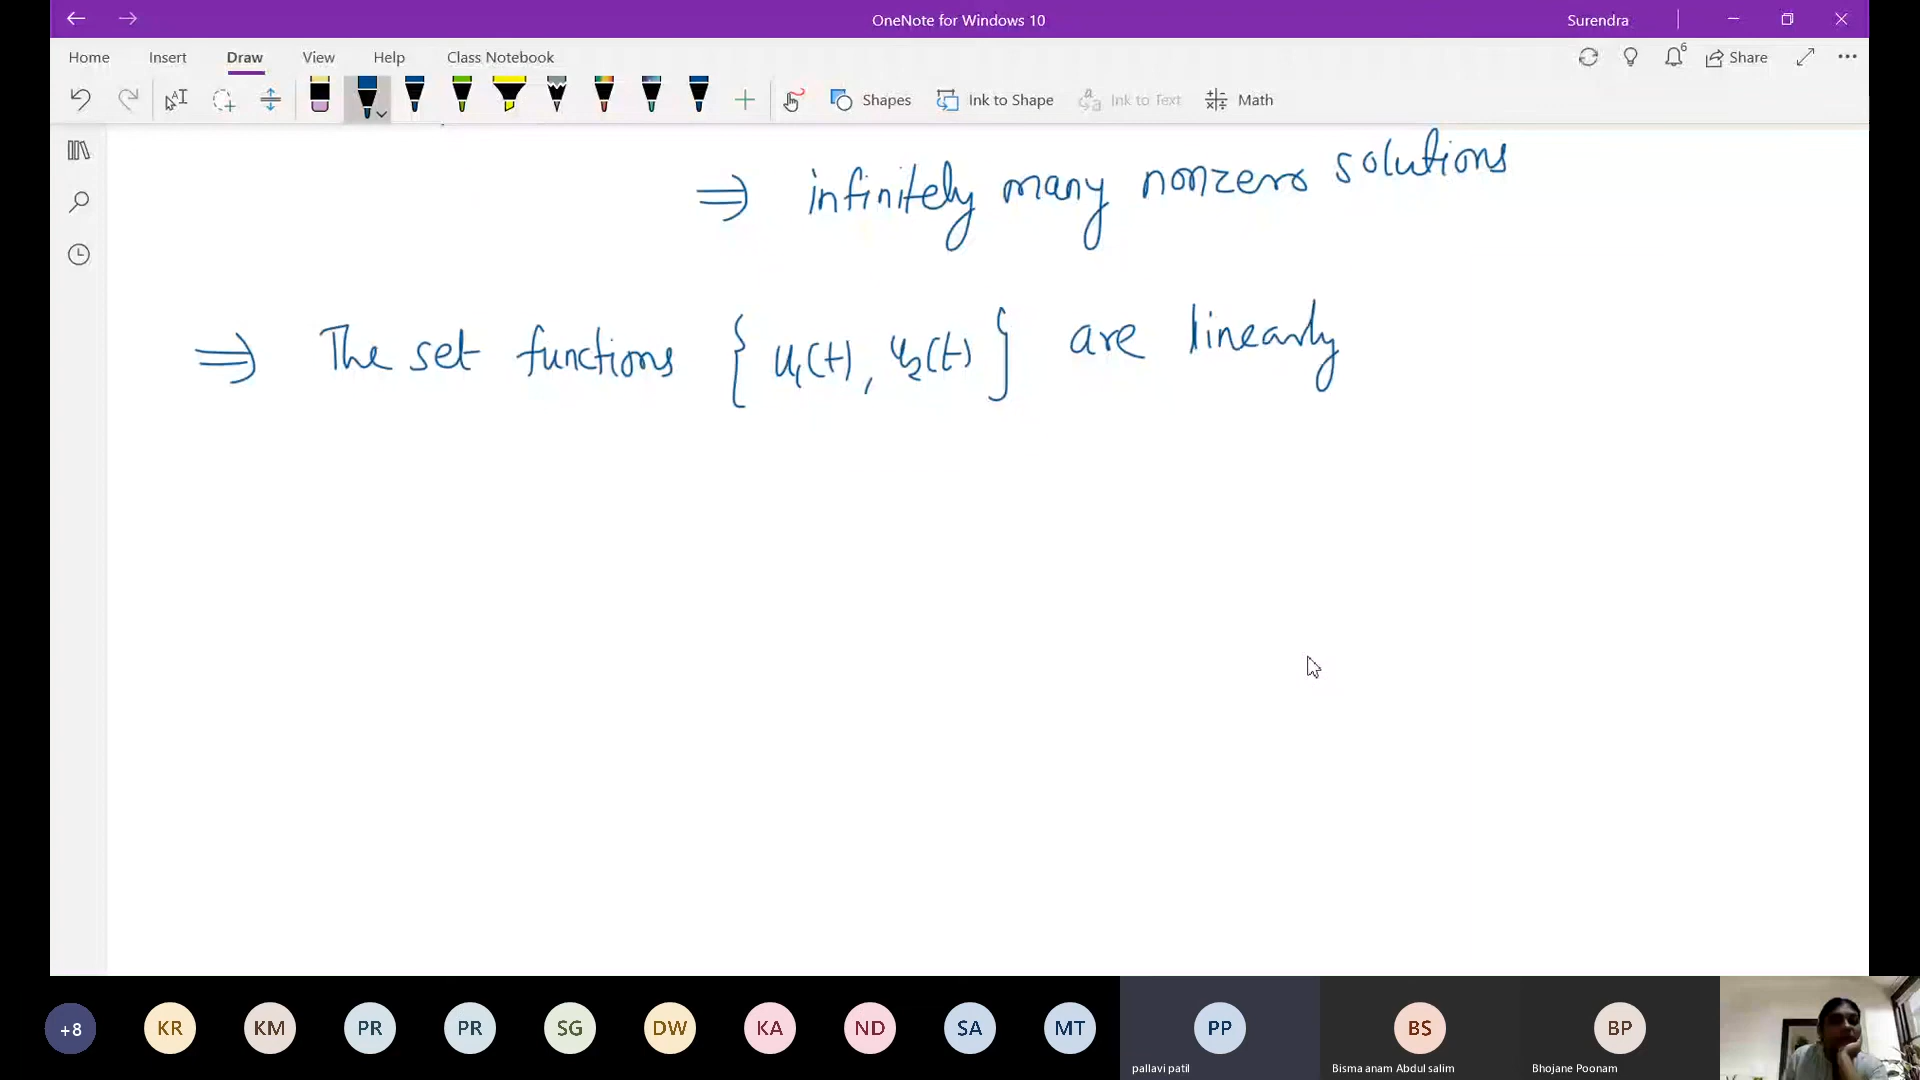 OneNote for Windows 10
Surendra
Home Insert Draw View Help Class Notebook
6
Share
Shapes Ink to Shape Ink to Text Math
⇒ infinitely many nonzero solutions
⇒ The set functions { u₁(t), u₂(t) } are linearly
+8 KR KM PR PR SG DW KA ND SA MT PP BS BP
pallavi patil Bisma anam Abdul salim Bhojane Poonam